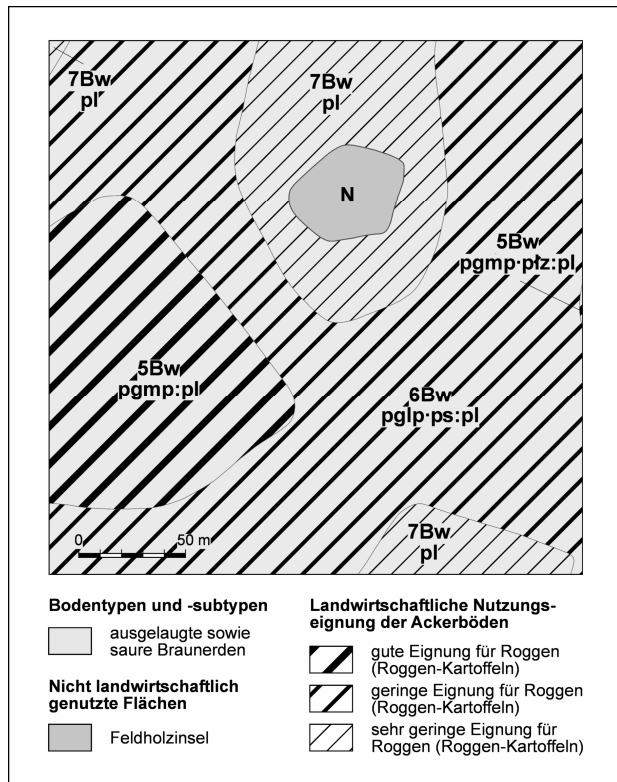 7Bw
pl
7Bw
pl
N
5Bw
pgmp·płz:pl
5Bw
pgmp:pl
6Bw
pglp·ps:pl
7Bw
pl
0 50 m
Bodentypen und -subtypen
ausgelaugte sowie
saure Braunerden
Nicht landwirtschaftlich
genutzte Flächen
Feldholzinsel
Landwirtschaftliche Nutzungs-
eignung der Ackerböden
gute Eignung für Roggen
(Roggen-Kartoffeln)
geringe Eignung für Roggen
(Roggen-Kartoffeln)
sehr geringe Eignung für
Roggen (Roggen-Kartoffeln)